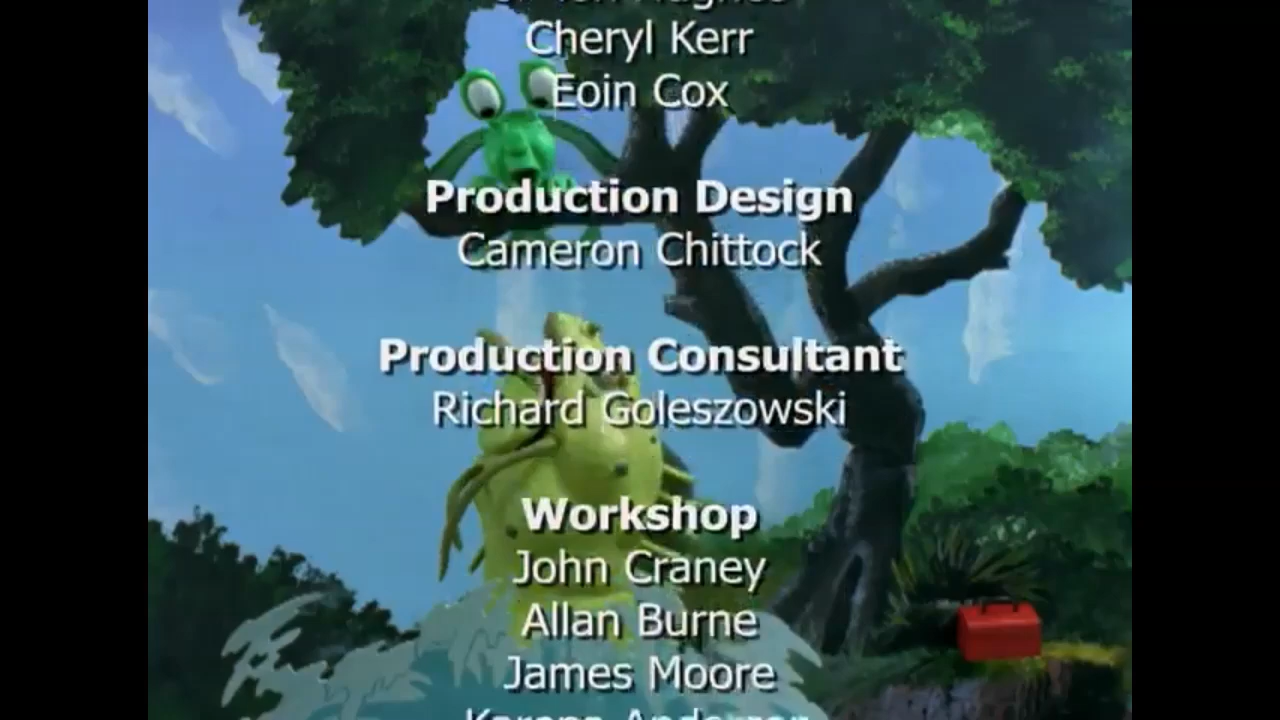 Cheryl Kerr
Eoin Cox
Production Design
Cameron Chittock
Production Consultant
Richard Goleszowski
Workshop
John Craney
Allan Burne
James Moore